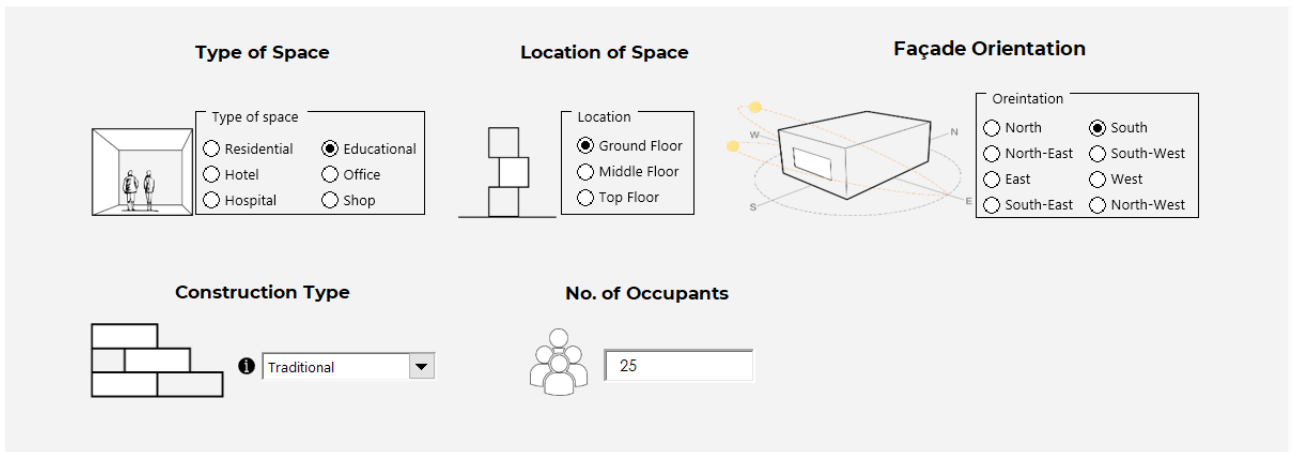 Type of Space
Location of Space
Façade Orientation
Type of space
Residential
Educational
Hotel
Office
Hospital
Shop
Location
Ground Floor
Middle Floor
Top Floor
W
N
S
E
Oreintation
North
South
North-East
South-West
East
West
South-East
North-West
Construction Type
No. of Occupants
i
Traditional
25